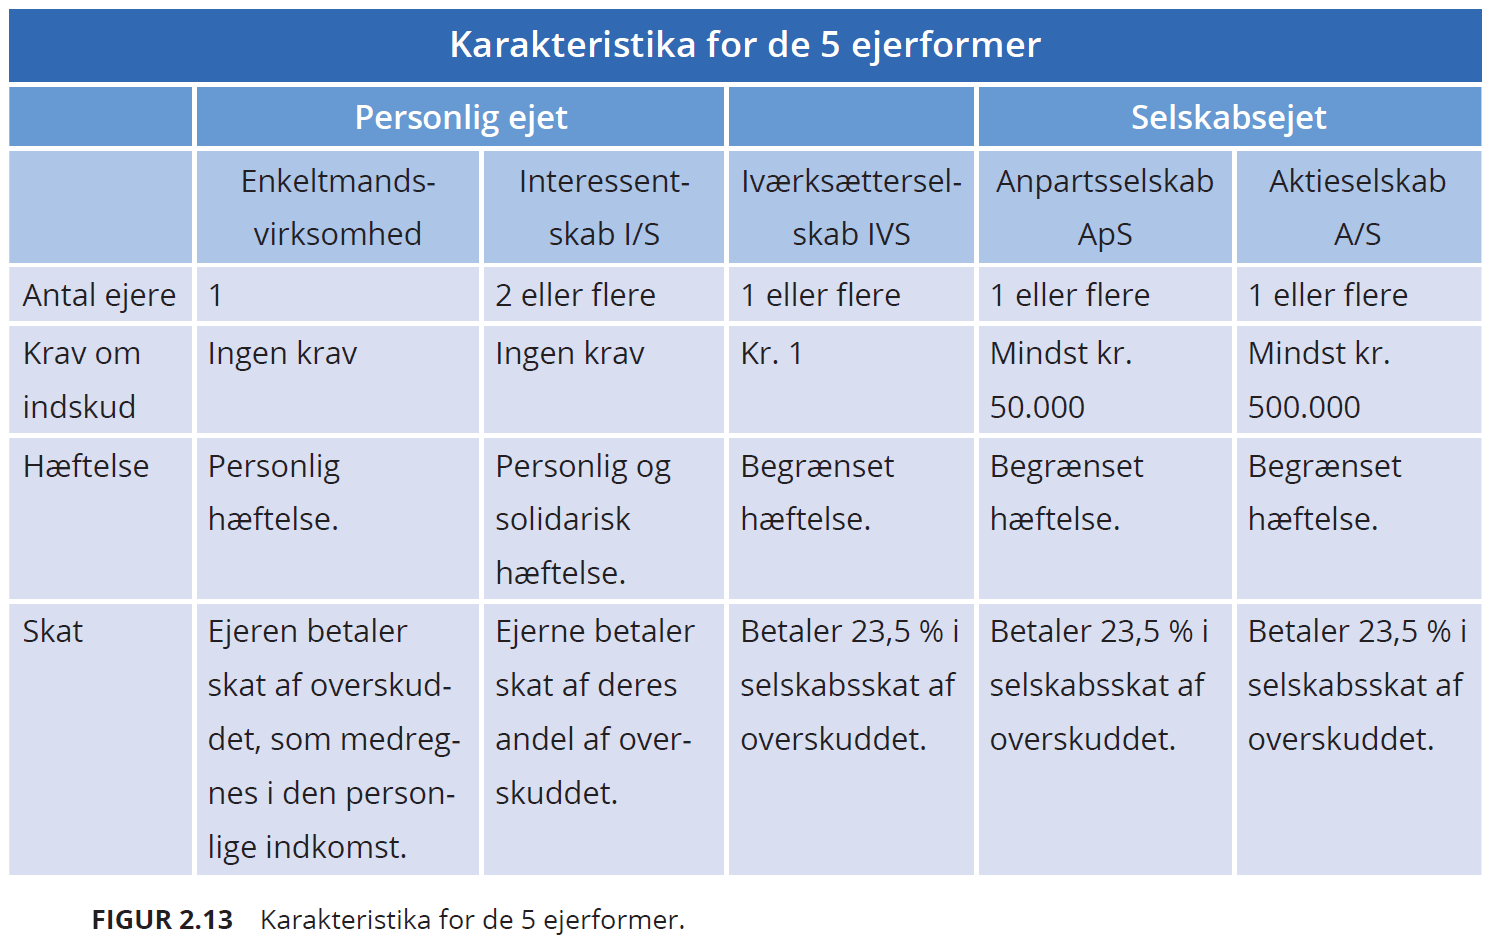 Karakteristika for de 5 ejerformer
Personlig ejet
Selskabsejet
Enkeltmands-
virksomhed
Interessent-
skab I/S
Iværksættersel-
skab IVS
Anpartsselskab
ApS
Aktieselskab
A/S
Antal ejere
1
2 eller flere
1 eller flere
1 eller flere
1 eller flere
Krav om
indskud
Ingen krav
Ingen krav
Kr. 1
Mindst kr.
50.000
Mindst kr.
500.000
Hæftelse
Personlig
hæftelse.
Personlig og
solidarisk
hæftelse.
Begrænset
hæftelse.
Begrænset
hæftelse.
Begrænset
hæftelse.
Skat
Ejeren betaler
skat af overskud-
det, som medreg-
nes i den person-
lige indkomst.
Ejerne betaler
skat af deres
andel af over-
skuddet.
Betaler 23,5 % i
selskabsskat af
overskuddet.
Betaler 23,5 % i
selskabsskat af
overskuddet.
Betaler 23,5 % i
selskabsskat af
overskuddet.
FIGUR 2.13 Karakteristika for de 5 ejerformer.